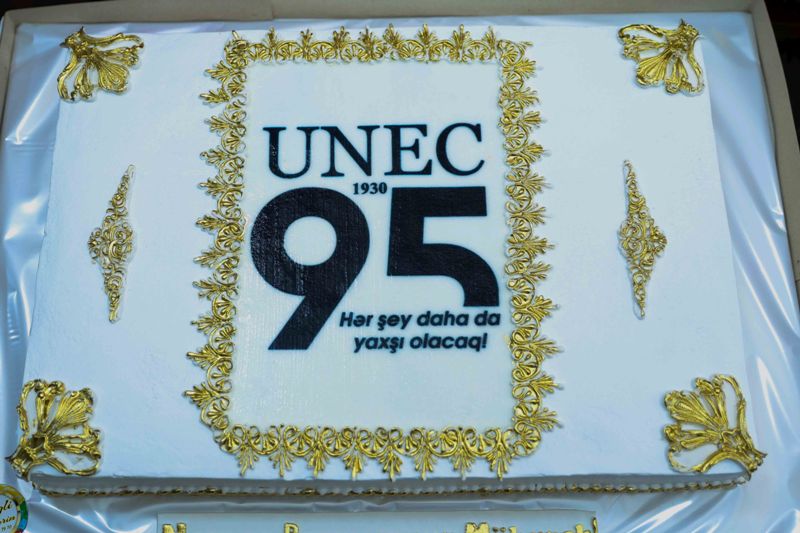 UNEC
1930
95
Hər şey daha da
yaxşı olacaq!